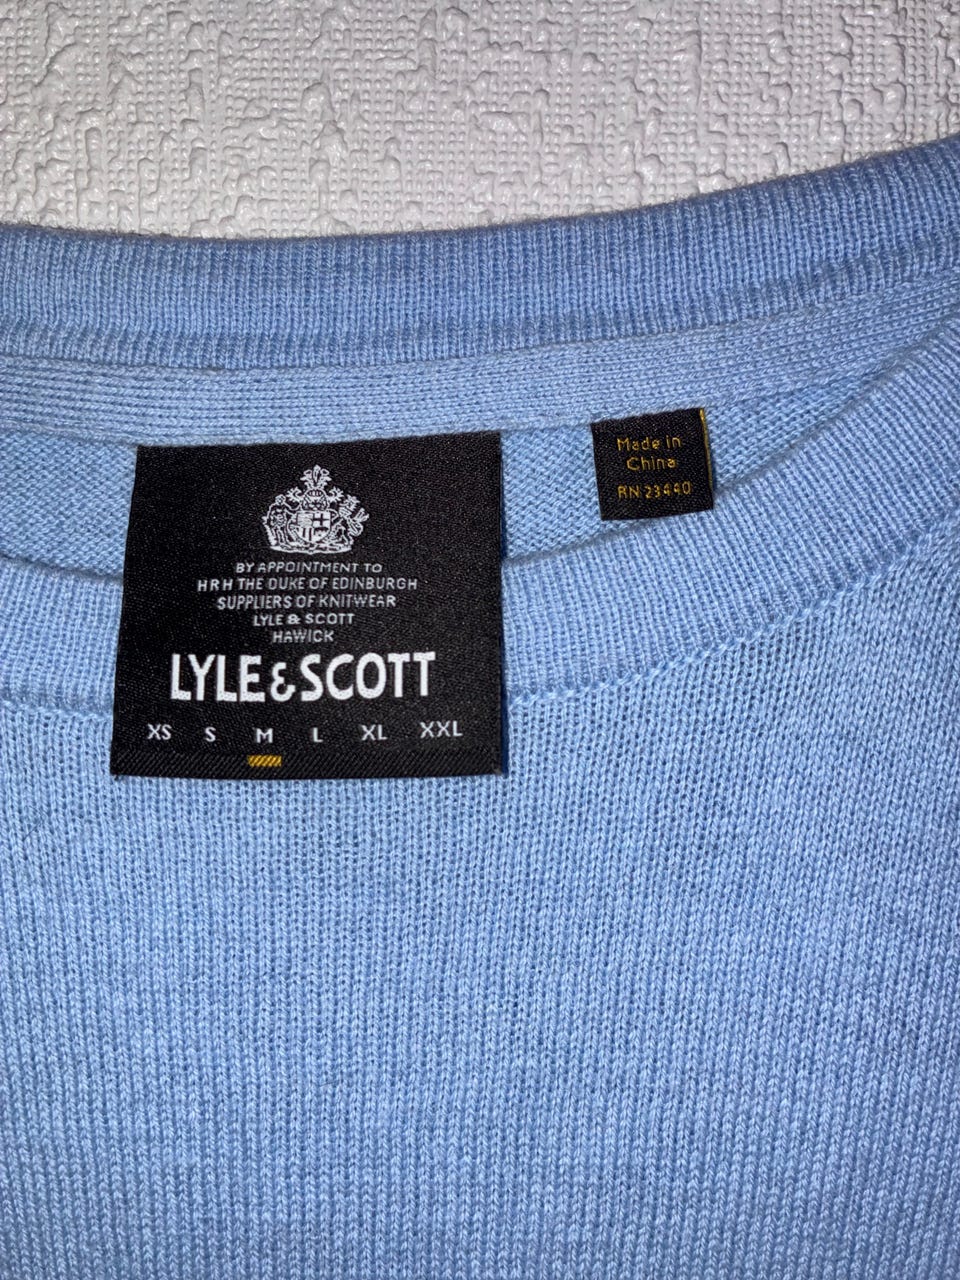 BY APPOINTMENT TO
HRH THE DUKE OF EDINBURGH
SUPPLIERS OF KNITWEAR
LYLE & SCOTT
HAWICK
LYLE & SCOTT
XS S M L XL XXL
Made in
China
RN 23440